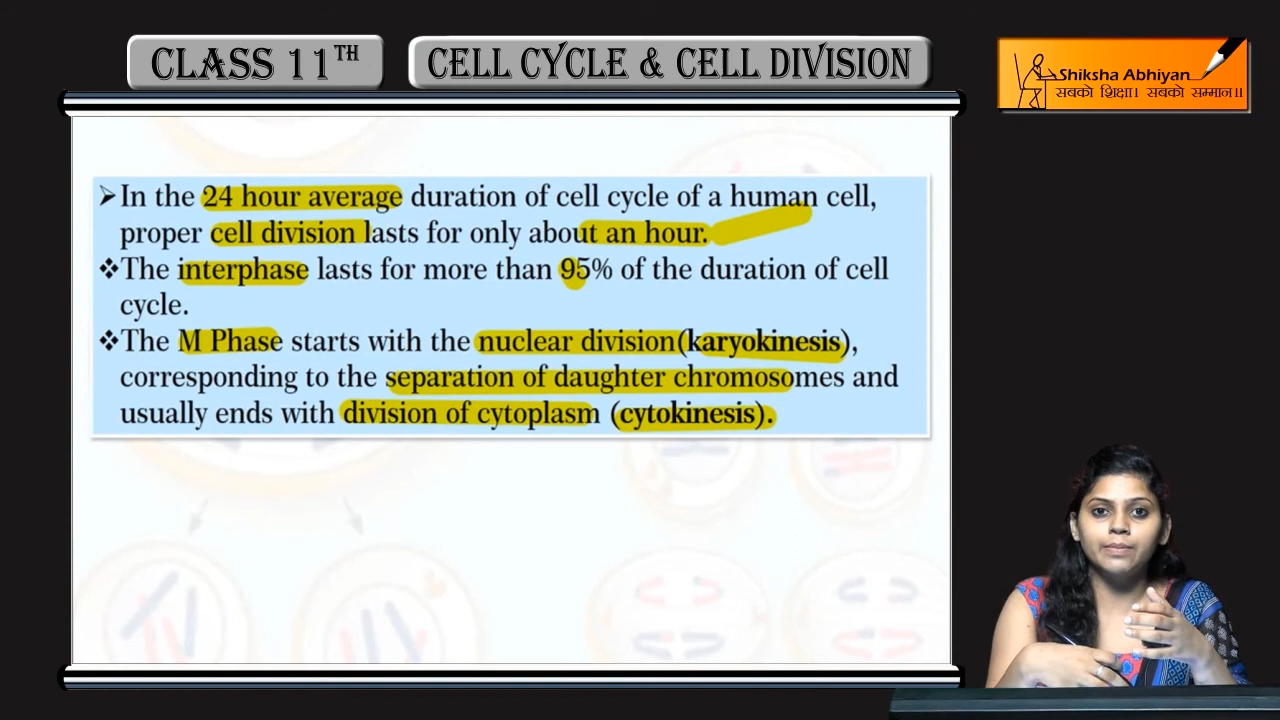 CLASS 11TH
CELL CYCLE & CELL DIVISION
Shiksha Abhiyan
सबको शिक्षा। सबको सम्मान॥
➢In the 24 hour average duration of cell cycle of a human cell,
proper cell division lasts for only about an hour.
❖The interphase lasts for more than 95% of the duration of cell
cycle.
❖The M Phase starts with the nuclear division(karyokinesis),
corresponding to the separation of daughter chromosomes and
usually ends with division of cytoplasm (cytokinesis).